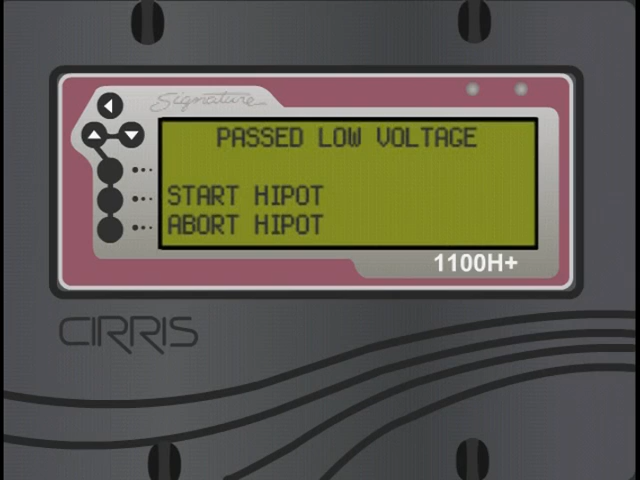 Signature
PASSED LOW VOLTAGE
START HIPOT
ABORT HIPOT
1100H+
CIRRIS